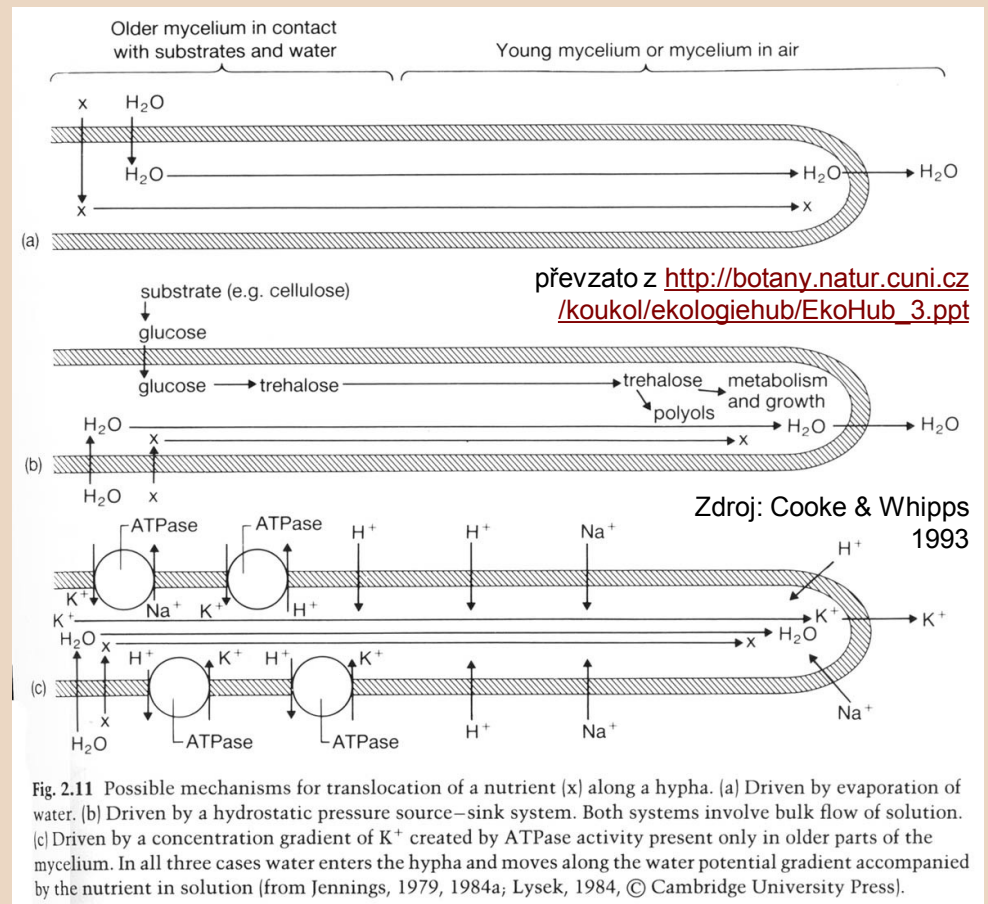 Older mycelium in contact
with substrates and water
Young mycelium or mycelium in air
x H₂O
H₂O H₂O H₂O
x x
(a)
převzato z http://botany.natur.cuni.cz
/koukol/ekologiehub/EkoHub_3.ppt
substrate (e.g. cellulose)
glucose
glucose trehalose trehalose metabolism
and growth
polyols
H₂O H₂O H₂O
x x
(b)
H₂O x
Zdroj: Cooke & Whipps
1993
ATPase ATPase H⁺ H⁺ Na⁺ H⁺
K⁺ Na⁺ K⁺ H⁺
K⁺ K⁺ K⁺
H₂O x x H₂O
H⁺ K⁺ H⁺ K⁺
(c)
x
H₂O ATPase ATPase H⁺ Na⁺ Na⁺
Fig. 2.11 Possible mechanisms for translocation of a nutrient (x) along a hypha. (a) Driven by evaporation of
water. (b) Driven by a hydrostatic pressure source–sink system. Both systems involve bulk flow of solution.
(c) Driven by a concentration gradient of K⁺ created by ATPase activity present only in older parts of the
mycelium. In all three cases water enters the hypha and moves along the water potential gradient accompanied
by the nutrient in solution (from Jennings, 1979, 1984a; Lysek, 1984, © Cambridge University Press).